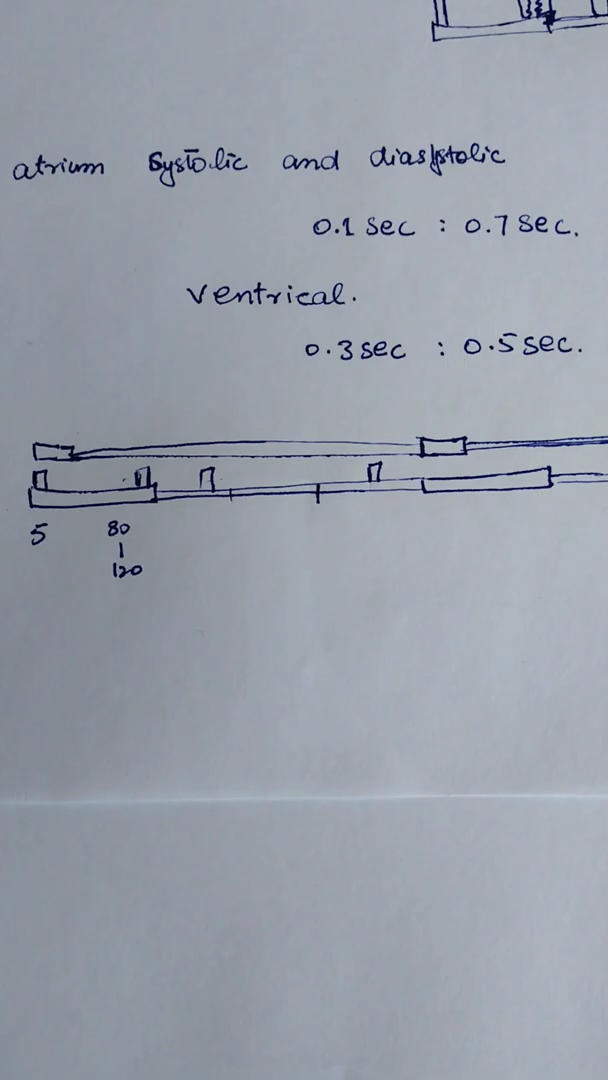 atrium systolic and diasystolic
0.1 sec : 0.7 sec.
Ventrical.
0.3 sec : 0.5 sec.
5 80
120